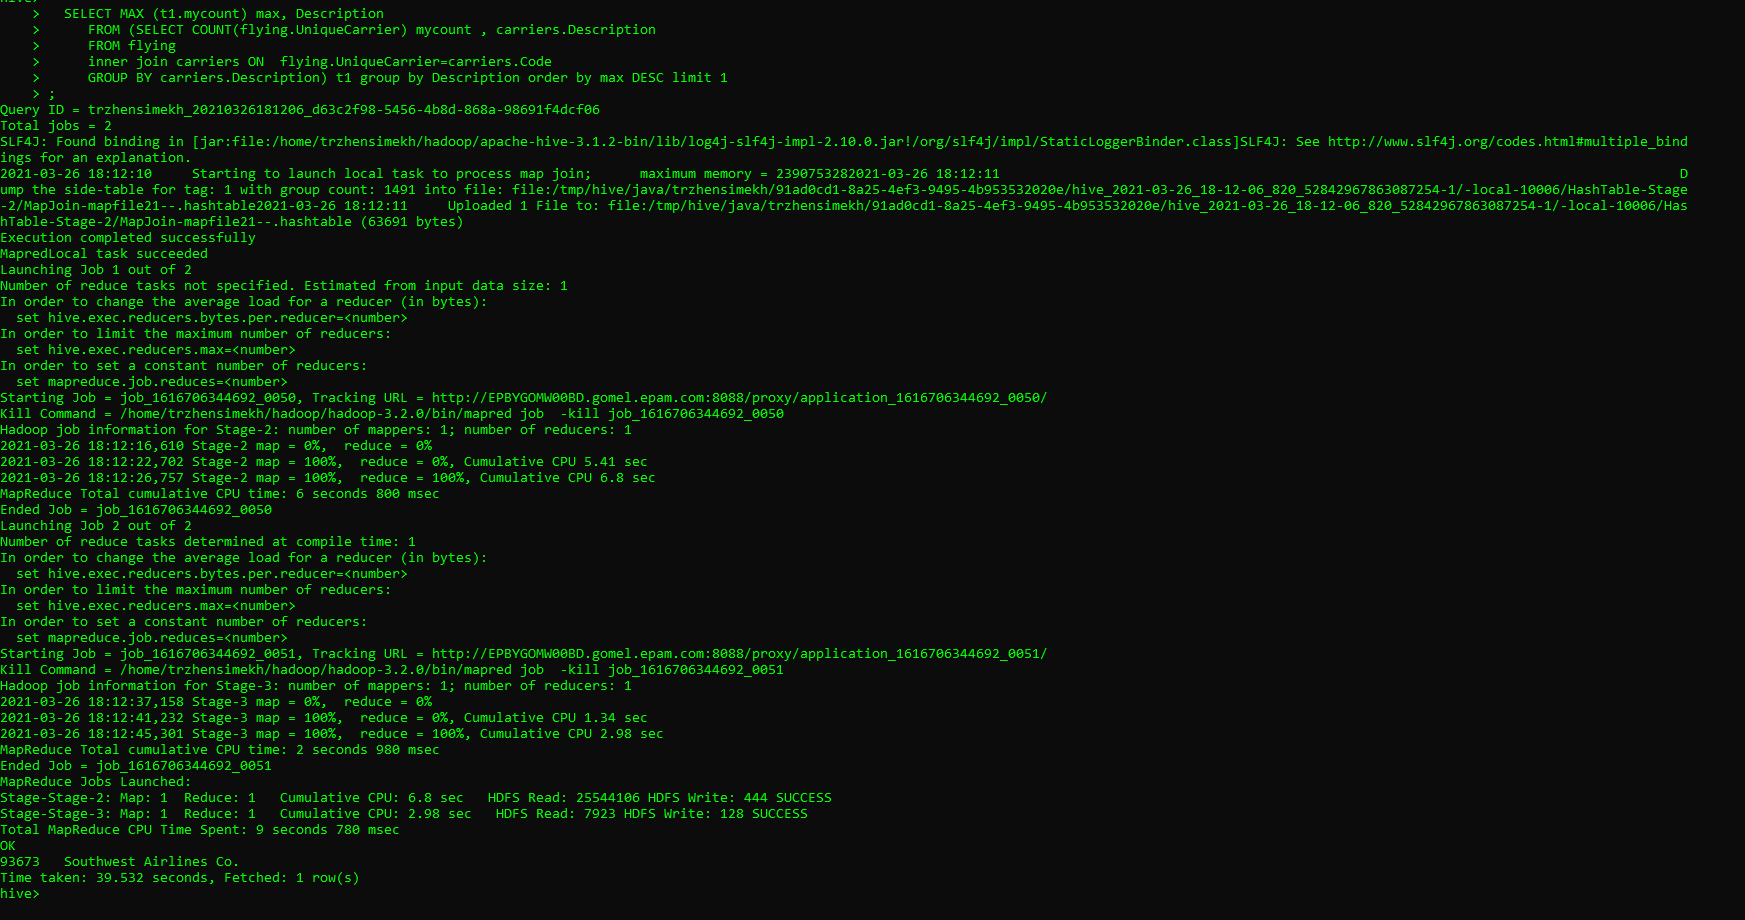 hive>
    >   SELECT MAX (t1.mycount) max, Description
    >      FROM (SELECT COUNT(flying.UniqueCarrier) mycount , carriers.Description
    >      FROM flying
    >      inner join carriers ON  flying.UniqueCarrier=carriers.Code
    >      GROUP BY carriers.Description) t1 group by Description order by max DESC limit 1
    > ;
Query ID = trzhensimekh_20210326181206_d63c2f98-5456-4b8d-868a-98691f4dcf06
Total jobs = 2
SLF4J: Found binding in [jar:file:/home/trzhensimekh/hadoop/apache-hive-3.1.2-bin/lib/log4j-slf4j-impl-2.10.0.jar!/org/slf4j/impl/StaticLoggerBinder.class]SLF4J: See http://www.slf4j.org/codes.html#multiple_bind
ings for an explanation.
2021-03-26 18:12:10     Starting to launch local task to process map join;      maximum memory = 2390753282021-03-26 18:12:11                                                                                     D
ump the side-table for tag: 1 with group count: 1491 into file: file:/tmp/hive/java/trzhensimekh/91ad0cd1-8a25-4ef3-9495-4b953532020e/hive_2021-03-26_18-12-06_820_52842967863087254-1/-local-10006/HashTable-Stage
-2/MapJoin-mapfile21--.hashtable2021-03-26 18:12:11     Uploaded 1 File to: file:/tmp/hive/java/trzhensimekh/91ad0cd1-8a25-4ef3-9495-4b953532020e/hive_2021-03-26_18-12-06_820_52842967863087254-1/-local-10006/Has
hTable-Stage-2/MapJoin-mapfile21--.hashtable (63691 bytes)
Execution completed successfully
MapredLocal task succeeded
Launching Job 1 out of 2
Number of reduce tasks not specified. Estimated from input data size: 1
In order to change the average load for a reducer (in bytes):
  set hive.exec.reducers.bytes.per.reducer=<number>
In order to limit the maximum number of reducers:
  set hive.exec.reducers.max=<number>
In order to set a constant number of reducers:
  set mapreduce.job.reduces=<number>
Starting Job = job_1616706344692_0050, Tracking URL = http://EPBYGOMW00BD.gomel.epam.com:8088/proxy/application_1616706344692_0050/
Kill Command = /home/trzhensimekh/hadoop/hadoop-3.2.0/bin/mapred job  -kill job_1616706344692_0050
Hadoop job information for Stage-2: number of mappers: 1; number of reducers: 1
2021-03-26 18:12:16,610 Stage-2 map = 0%,  reduce = 0%
2021-03-26 18:12:22,702 Stage-2 map = 100%,  reduce = 0%, Cumulative CPU 5.41 sec
2021-03-26 18:12:26,757 Stage-2 map = 100%,  reduce = 100%, Cumulative CPU 6.8 sec
MapReduce Total cumulative CPU time: 6 seconds 800 msec
Ended Job = job_1616706344692_0050
Launching Job 2 out of 2
Number of reduce tasks determined at compile time: 1
In order to change the average load for a reducer (in bytes):
  set hive.exec.reducers.bytes.per.reducer=<number>
In order to limit the maximum number of reducers:
  set hive.exec.reducers.max=<number>
In order to set a constant number of reducers:
  set mapreduce.job.reduces=<number>
Starting Job = job_1616706344692_0051, Tracking URL = http://EPBYGOMW00BD.gomel.epam.com:8088/proxy/application_1616706344692_0051/
Kill Command = /home/trzhensimekh/hadoop/hadoop-3.2.0/bin/mapred job  -kill job_1616706344692_0051
Hadoop job information for Stage-3: number of mappers: 1; number of reducers: 1
2021-03-26 18:12:37,158 Stage-3 map = 0%,  reduce = 0%
2021-03-26 18:12:41,232 Stage-3 map = 100%,  reduce = 0%, Cumulative CPU 1.34 sec
2021-03-26 18:12:45,301 Stage-3 map = 100%,  reduce = 100%, Cumulative CPU 2.98 sec
MapReduce Total cumulative CPU time: 2 seconds 980 msec
Ended Job = job_1616706344692_0051
MapReduce Jobs Launched:
Stage-Stage-2: Map: 1  Reduce: 1   Cumulative CPU: 6.8 sec   HDFS Read: 25544106 HDFS Write: 444 SUCCESS
Stage-Stage-3: Map: 1  Reduce: 1   Cumulative CPU: 2.98 sec   HDFS Read: 7923 HDFS Write: 128 SUCCESS
Total MapReduce CPU Time Spent: 9 seconds 780 msec
OK
93673   Southwest Airlines Co.
Time taken: 39.532 seconds, Fetched: 1 row(s)
hive>